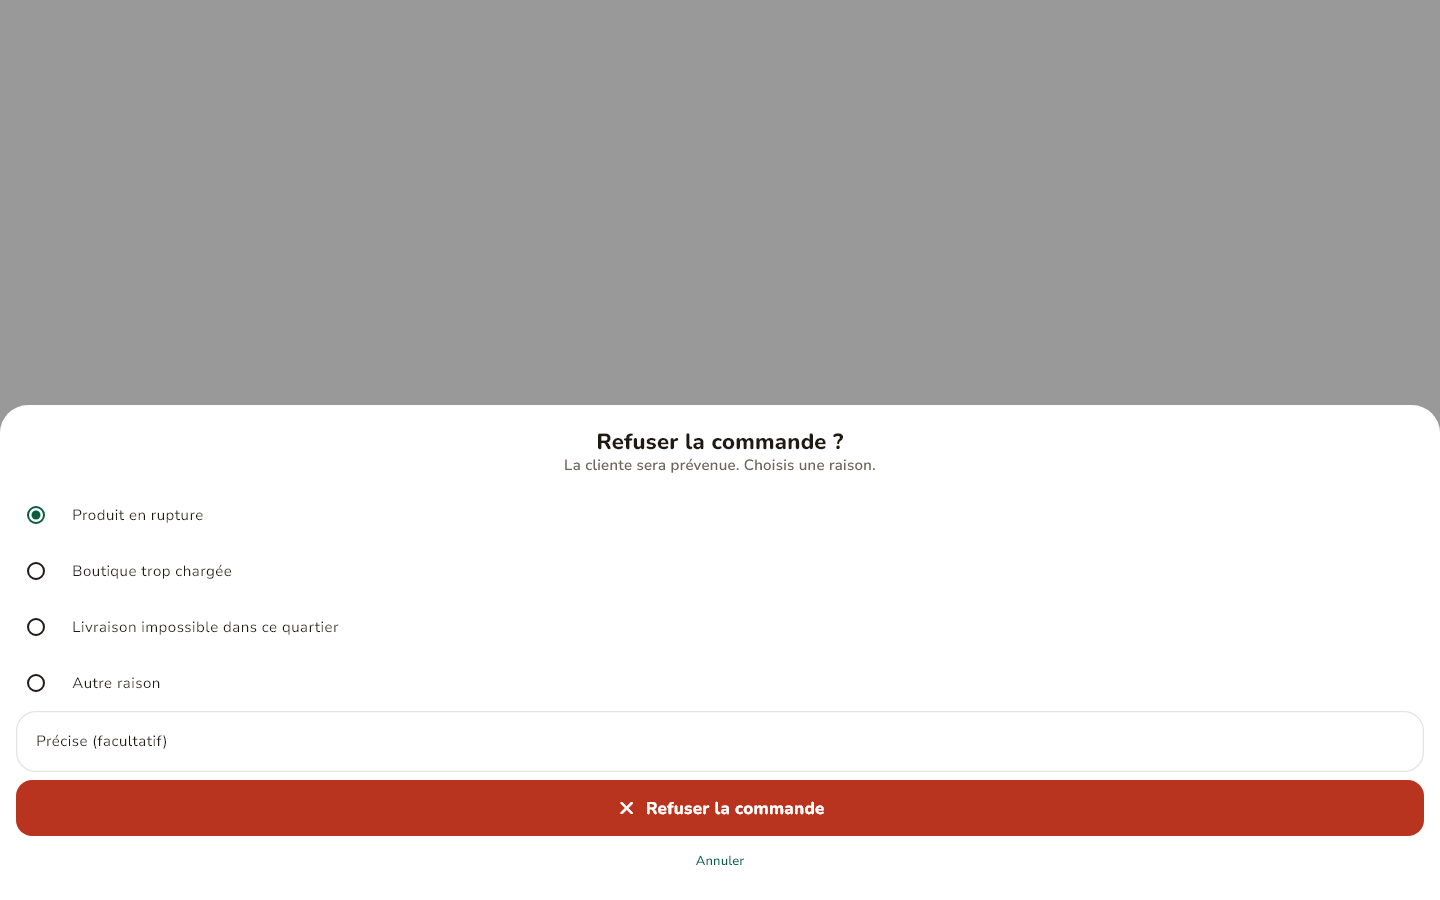 Refuser la commande ?
La cliente sera prévenue. Choisis une raison.
Produit en rupture
Boutique trop chargée
Livraison impossible dans ce quartier
Autre raison
Précise (facultatif)
Refuser la commande
Annuler